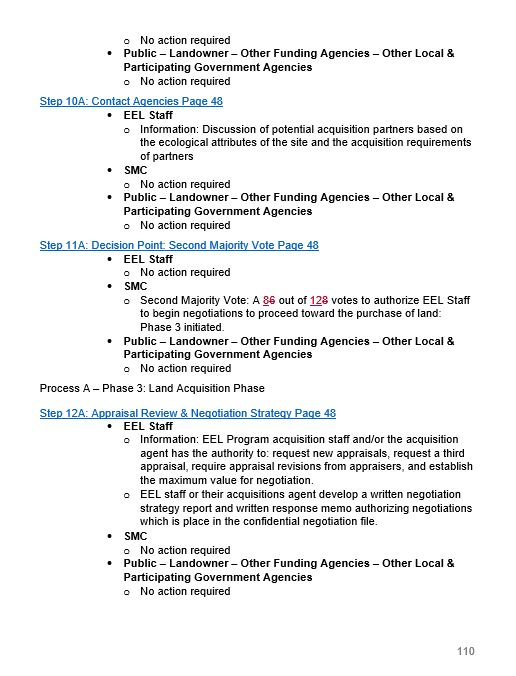 o No action required
• Public – Landowner – Other Funding Agencies – Other Local &
Participating Government Agencies
o No action required
Step 10A: Contact Agencies Page 48
• EEL Staff
o Information: Discussion of potential acquisition partners based on
the ecological attributes of the site and the acquisition requirements
of partners
• SMC
o No action required
• Public – Landowner – Other Funding Agencies – Other Local &
Participating Government Agencies
o No action required
Step 11A: Decision Point: Second Majority Vote Page 48
• EEL Staff
o No action required
• SMC
o Second Majority Vote: A 86 out of 128 votes to authorize EEL Staff
to begin negotiations to proceed toward the purchase of land:
Phase 3 initiated.
• Public – Landowner – Other Funding Agencies – Other Local &
Participating Government Agencies
o No action required
Process A – Phase 3: Land Acquisition Phase
Step 12A: Appraisal Review & Negotiation Strategy Page 48
• EEL Staff
o Information: EEL Program acquisition staff and/or the acquisition
agent has the authority to: request new appraisals, request a third
appraisal, require appraisal revisions from appraisers, and establish
the maximum value for negotiation.
o EEL staff or their acquisitions agent develop a written negotiation
strategy report and written response memo authorizing negotiations
which is place in the confidential negotiation file.
• SMC
o No action required
• Public – Landowner – Other Funding Agencies – Other Local &
Participating Government Agencies
o No action required
110